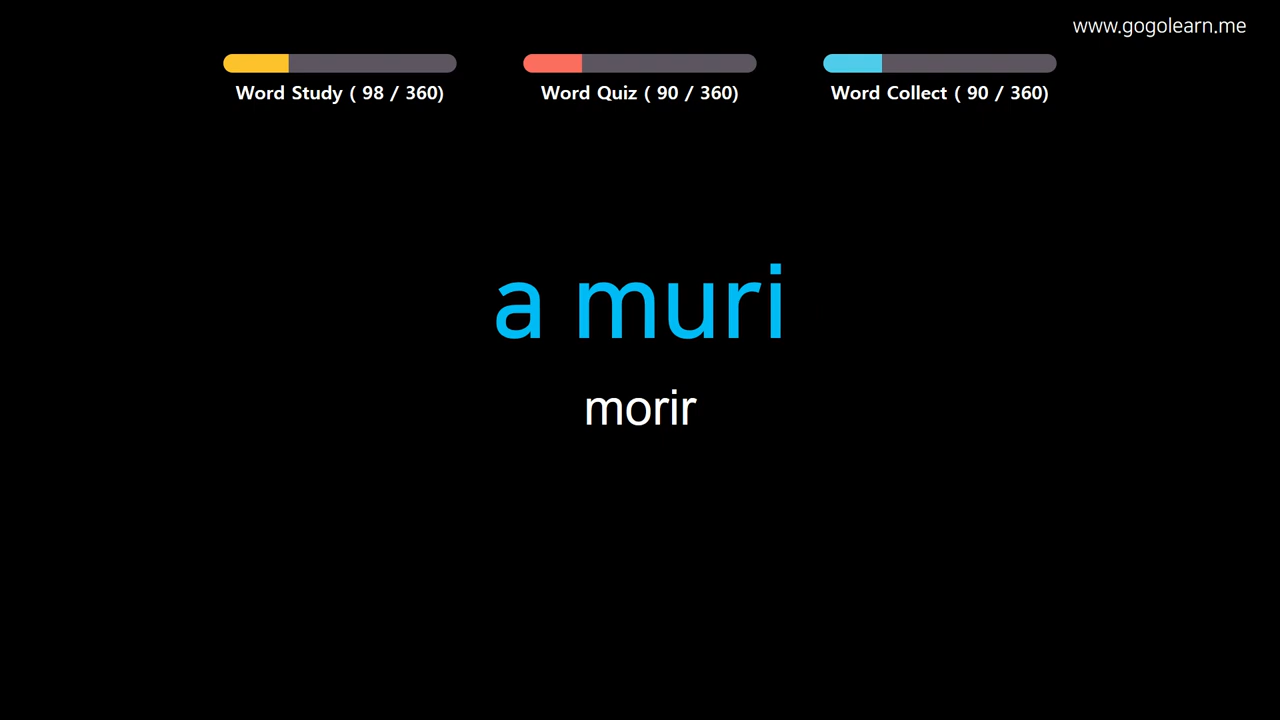 www.gogolearn.me
Word Study ( 98 / 360)
Word Quiz ( 90 / 360)
Word Collect ( 90 / 360)
a muri
morir